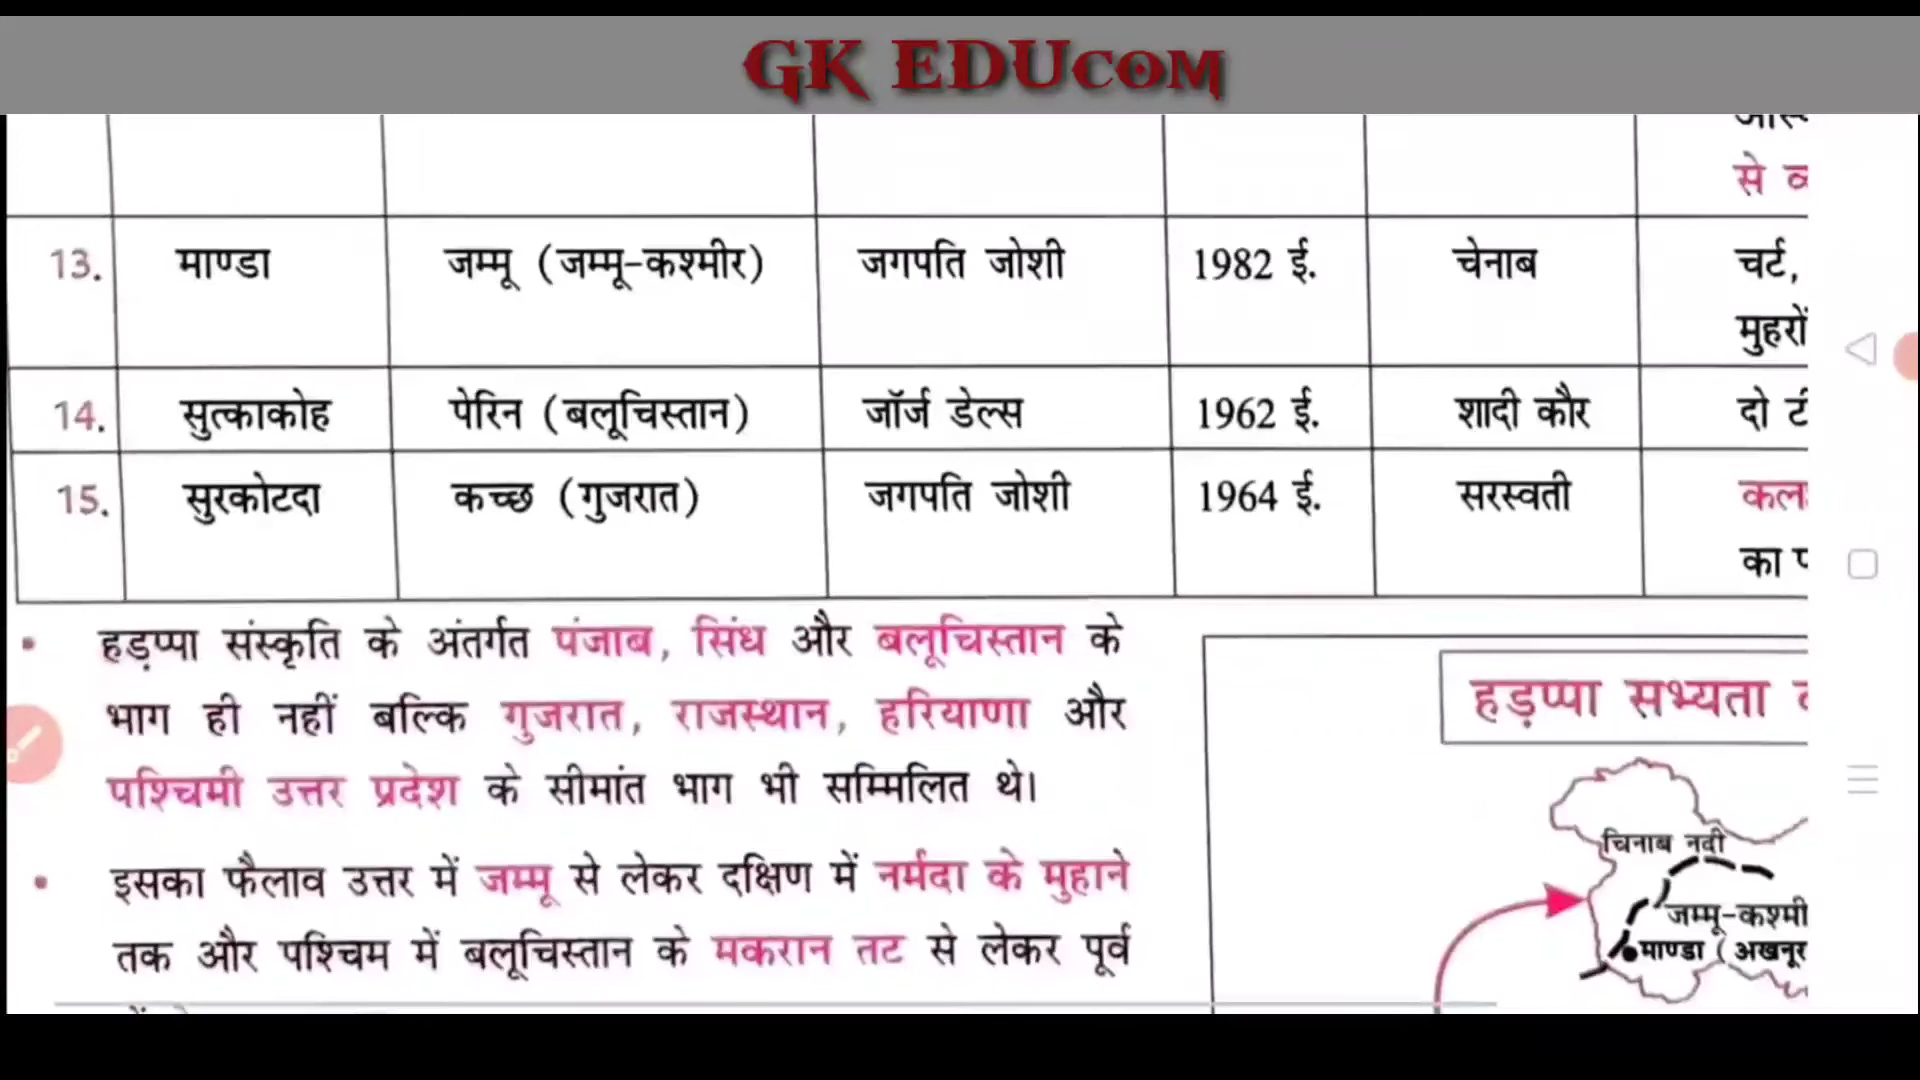 GK EDUCOM
से
13. माण्डा जम्मू (जम्मू-कश्मीर) जगपति जोशी 1982 ई. चेनाब चर्ट,
मुहरों
14. सुत्काकोह पेरिन (बलूचिस्तान) जॉर्ज डेल्स 1962 ई. शादी कौर दो
15. सुरकोटदा कच्छ (गुजरात) जगपति जोशी 1964 ई. सरस्वती
का
• हड़प्पा संस्कृति के अंतर्गत पंजाब, सिंध और बलूचिस्तान के
भाग ही नहीं बल्कि गुजरात, राजस्थान, हरियाणा और
पश्चिमी उत्तर प्रदेश के सीमांत भाग भी सम्मिलित थे।
• इसका फैलाव उत्तर में जम्मू से लेकर दक्षिण में नर्मदा के मुहाने
तक और पश्चिम में बलूचिस्तान के मकरान तट से लेकर पूर्व
हड़प्पा सभ्यता
चिनाब नदी
जम्मू-कश्मी
माण्डा (अखनूर